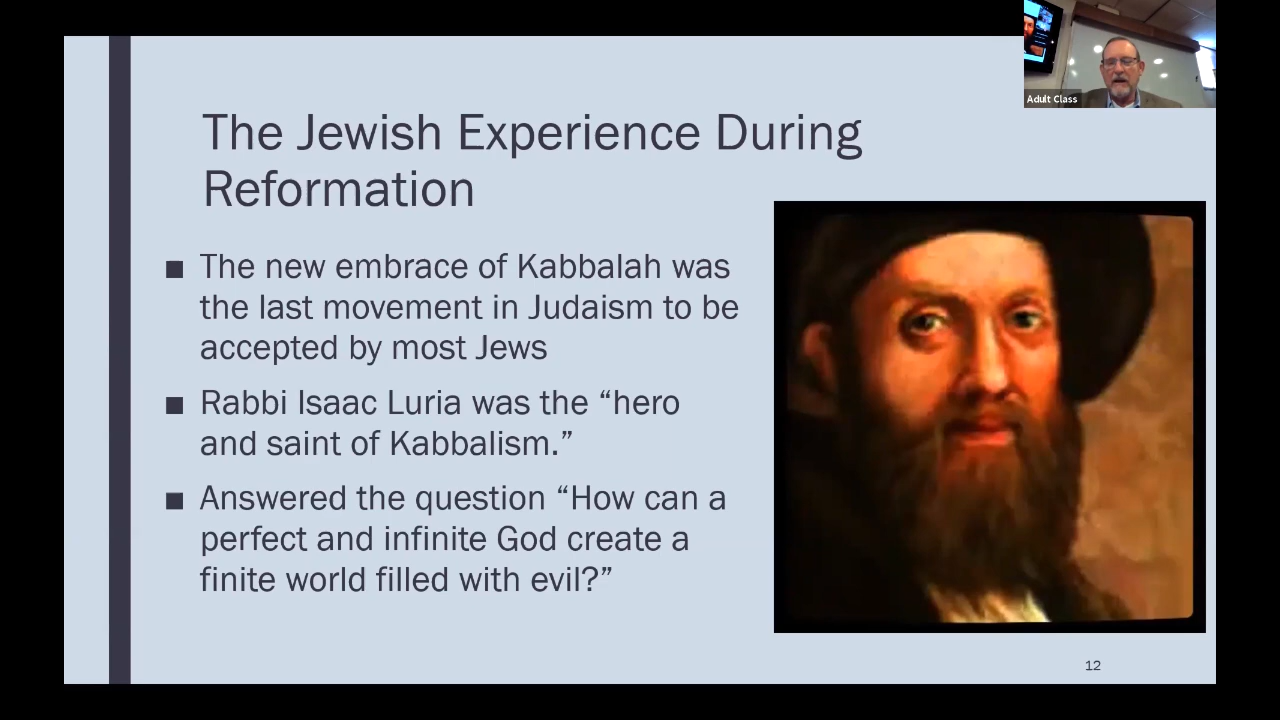 Adult Class
The Jewish Experience During
Reformation
■ The new embrace of Kabbalah was
the last movement in Judaism to be
accepted by most Jews
■ Rabbi Isaac Luria was the “hero
and saint of Kabbalism.”
■ Answered the question “How can a
perfect and infinite God create a
finite world filled with evil?”
12